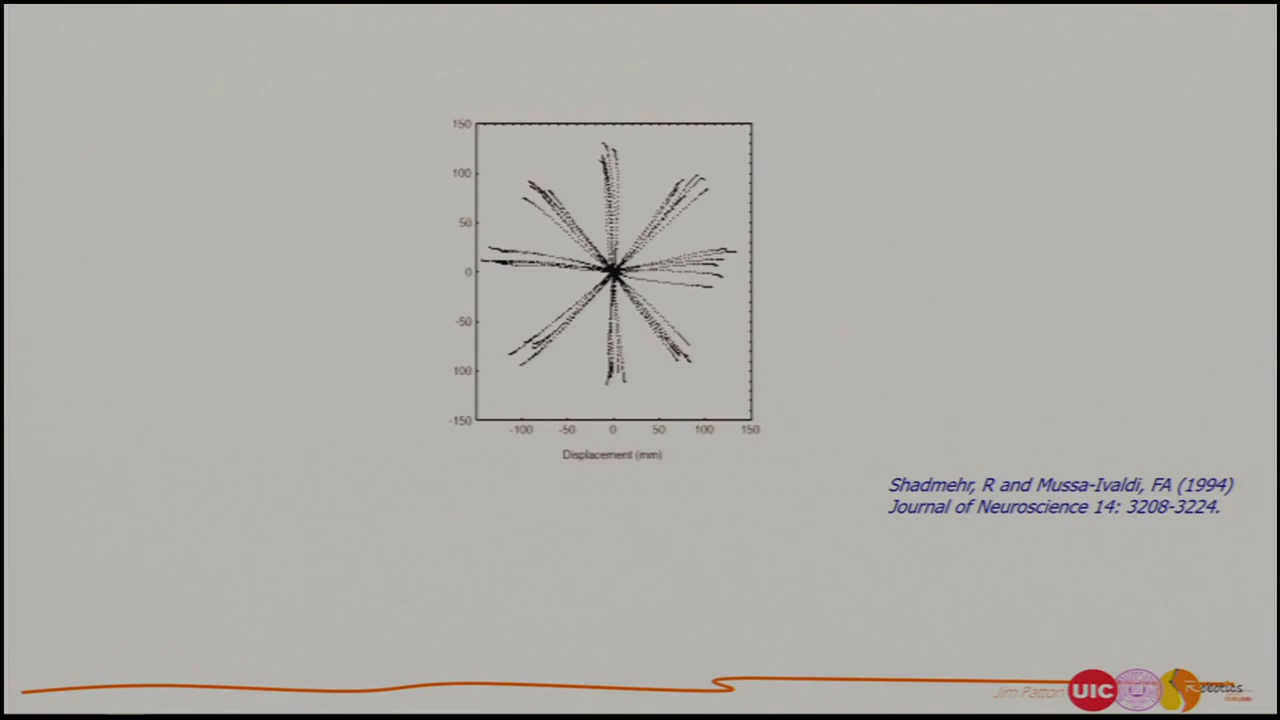 150
100
50
0
-50
100
-150
-100 -50 0 50 100 150
Displacement (mm)
Shadmehr, R and Mussa-Ivaldi, FA (1994)
Journal of Neuroscience 14: 3208-3224.
Jim Patton UIC Robotics